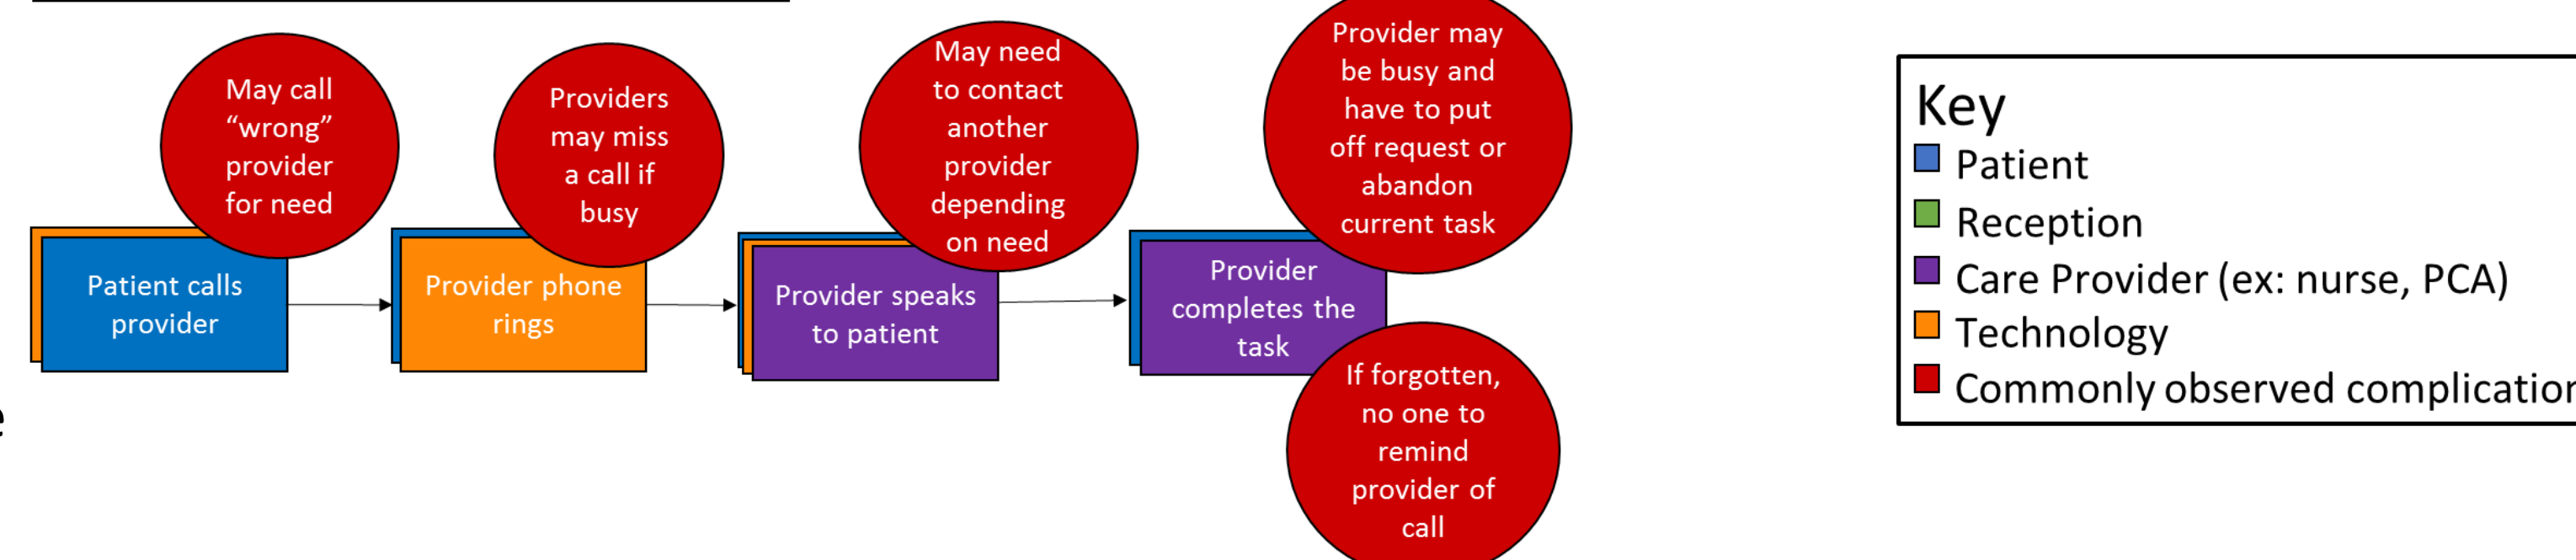 May call
“wrong”
provider
for need
Providers
may miss
a call if
busy
May need
to contact
another
provider
depending
on need
Provider may
be busy and
have to put
off request or
abandon
current task
Patient calls
provider
Provider phone
rings
Provider speaks
to patient
Provider
completes the
task
If forgotten,
no one to
remind
provider of
call
e
Key
Patient
Reception
Care Provider (ex: nurse, PCA)
Technology
Commonly observed complication